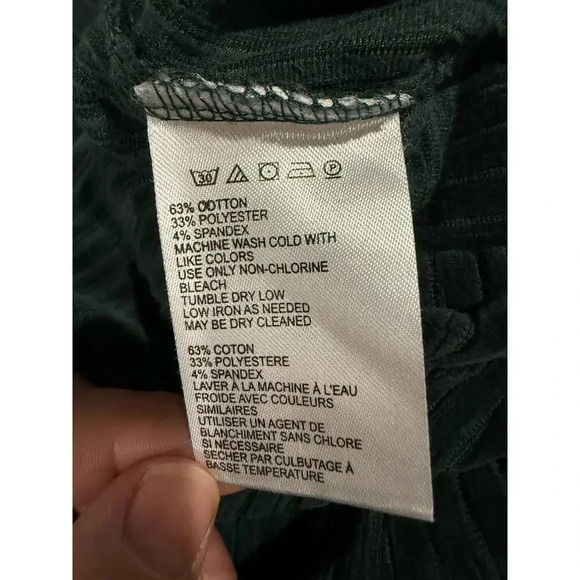 30 P
63% COTTON
33% POLYESTER
4% SPANDEX
MACHINE WASH COLD WITH
LIKE COLORS
USE ONLY NON-CHLORINE
BLEACH
TUMBLE DRY LOW
LOW IRON AS NEEDED
MAY BE DRY CLEANED
63% COTON
33% POLYESTERE
4% SPANDEX
LAVER À LA MACHINE À L'EAU
FROIDE AVEC COULEURS
SIMILAIRES
UTILISER UN AGENT DE
BLANCHIMENT SANS CHLORE
SI NÉCESSAIRE
SÉCHER PAR CULBUTAGE À
BASSE TEMPERATURE